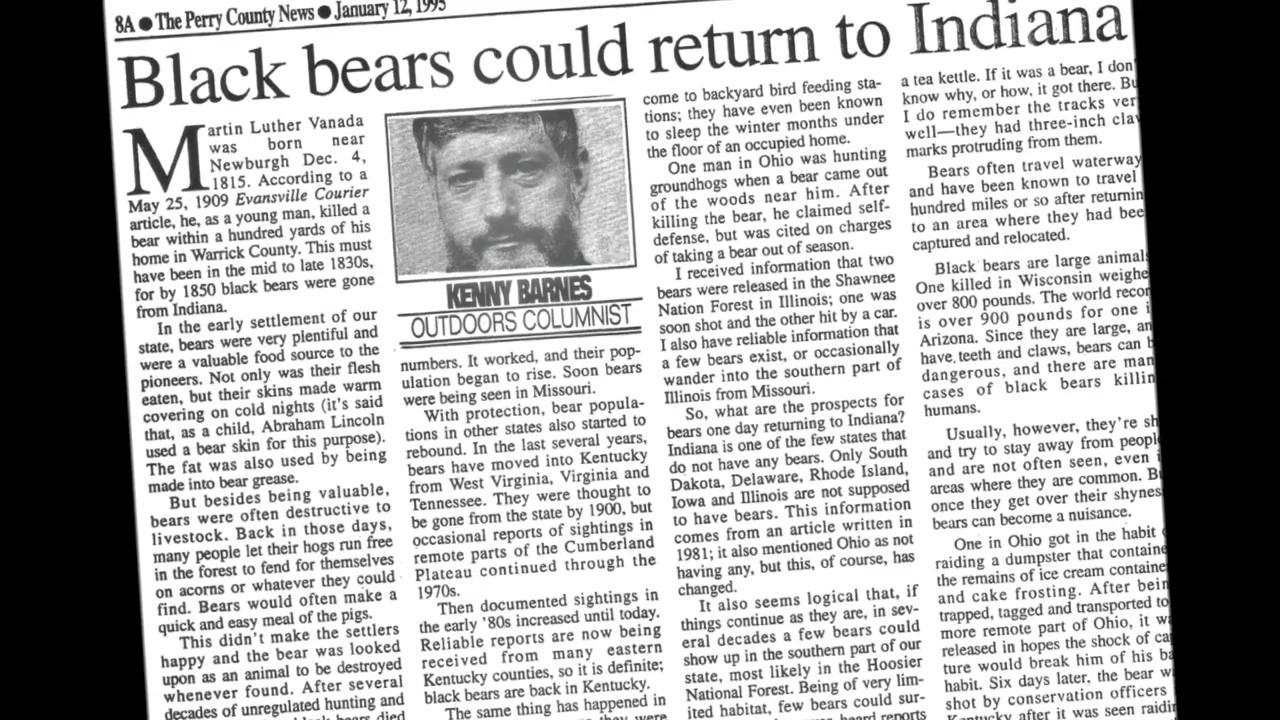 8A ● The Perry County News ● January 12, 1995
Black bears could return to Indiana
Martin Luther Vanada
was born near
Newburgh Dec. 4,
1815. According to a
May 25, 1909 Evansville Courier
article, he, as a young man, killed a
bear within a hundred yards of his
home in Warrick County. This must
have been in the mid to late 1830s,
for by 1850 black bears were gone
from Indiana.
In the early settlement of our
state, bears were very plentiful and
were a valuable food source to the
pioneers. Not only was their flesh
eaten, but their skins made warm
covering on cold nights (it's said
that, as a child, Abraham Lincoln
used a bear skin for this purpose).
The fat was also used by being
made into bear grease.
But besides being valuable,
bears were often destructive to
livestock. Back in those days,
many people let their hogs run free
in the forest to fend for themselves
on acorns or whatever they could
find. Bears would often make a
quick and easy meal of the pigs.
This didn't make the settlers
happy and the bear was looked
upon as an animal to be destroyed
whenever found. After several
decades of unregulated hunting and
black bears died
KENNY BARNES
OUTDOORS COLUMNIST
numbers. It worked, and their pop-
ulation began to rise. Soon bears
were being seen in Missouri.
With protection, bear popula-
tions in other states also started to
rebound. In the last several years,
bears have moved into Kentucky
from West Virginia, Virginia and
Tennessee. They were thought to
be gone from the state by 1900, but
occasional reports of sightings in
remote parts of the Cumberland
Plateau continued through the
1970s.
Then documented sightings in
the early '80s increased until today.
Reliable reports are now being
received from many eastern
Kentucky counties, so it is definite;
black bears are back in Kentucky.
The same thing has happened in
they were
come to backyard bird feeding sta-
tions; they have even been known
to sleep the winter months under
the floor of an occupied home.
One man in Ohio was hunting
groundhogs when a bear came out
of the woods near him. After
killing the bear, he claimed self-
defense, but was cited on charges
of taking a bear out of season.
I received information that two
bears were released in the Shawnee
Nation Forest in Illinois; one was
soon shot and the other hit by a car.
I also have reliable information that
a few bears exist, or occasionally
wander into the southern part of
Illinois from Missouri.
So, what are the prospects for
bears one day returning to Indiana?
Indiana is one of the few states that
do not have any bears. Only South
Dakota, Delaware, Rhode Island,
Iowa and Illinois are not supposed
to have bears. This information
comes from an article written in
1981; it also mentioned Ohio as not
having any, but this, of course, has
changed.
It also seems logical that, if
things continue as they are, in sev-
eral decades a few bears could
show up in the southern part of our
state, most likely in the Hoosier
National Forest. Being of very lim-
ited habitat, few bears could sur-
heard reports
a tea kettle. If it was a bear, I don'
know why, or how, it got there. Bu
I do remember the tracks ver
well—they had three-inch cla
marks protruding from them.
Bears often travel waterway
and have been known to travel
hundred miles or so after returnin
to an area where they had bee
captured and relocated.
Black bears are large animal
One killed in Wisconsin weighe
over 800 pounds. The world recor
is over 900 pounds for one i
Arizona. Since they are large, an
have teeth and claws, bears can b
dangerous, and there are man
cases of black bears killin
humans.
Usually, however, they're sh
and try to stay away from peopl
and are not often seen, even i
areas where they are common. Bu
once they get over their shynes
bears can become a nuisance.
One in Ohio got in the habit
raiding a dumpster that containe
the remains of ice cream containe
and cake frosting. After bein
trapped, tagged and transported to
more remote part of Ohio, it w
released in hopes the shock of ca
ture would break him of his ba
habit. Six days later, the bear w
shot by conservation officers
Kentucky after it was seen raidin